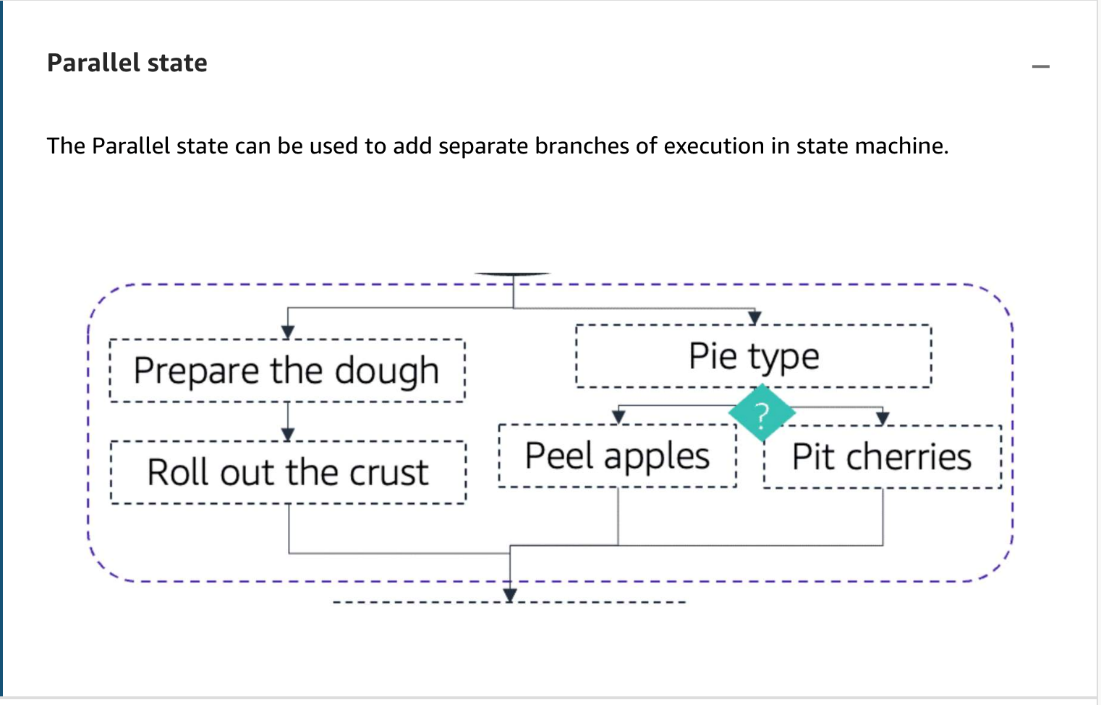 Parallel state
The Parallel state can be used to add separate branches of execution in state machine.
Prepare the dough
Pie type
?
Roll out the crust
Peel apples
Pit cherries